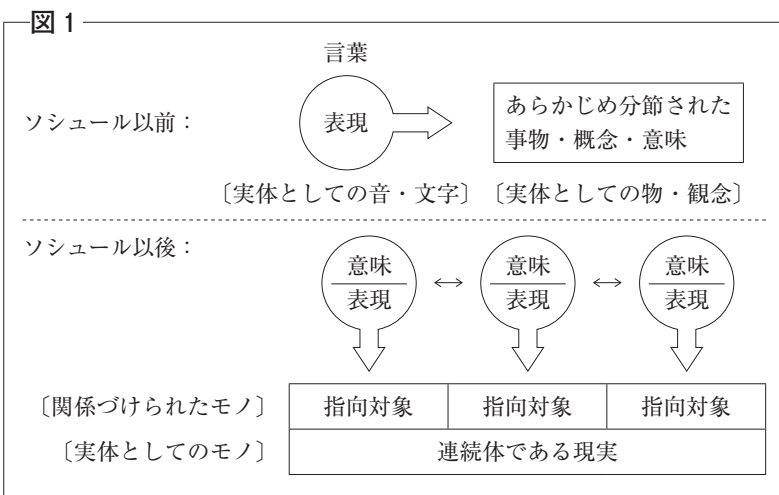 図1
言葉
ソシュール以前： 表現 あらかじめ分節された
事物・概念・意味
〔実体としての音・文字〕〔実体としての物・観念〕
ソシュール以後：
意味 ↔ 意味 ↔ 意味
表現 表現 表現
〔関係づけられたモノ〕 指向対象 指向対象 指向対象
〔実体としてのモノ〕 連続体である現実